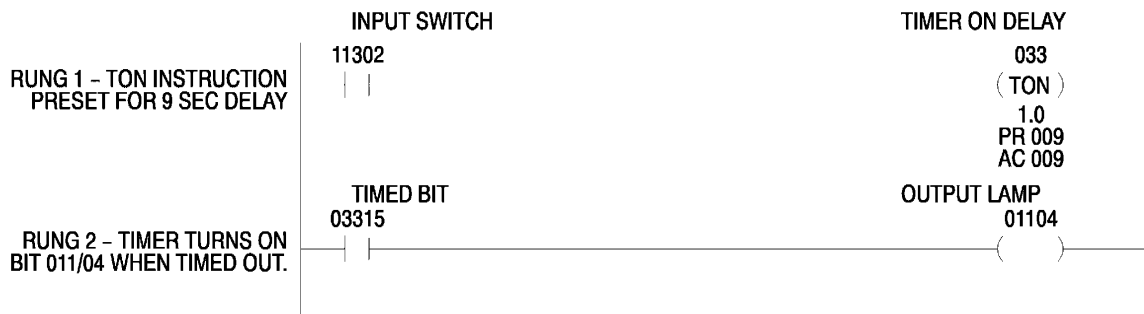 INPUT SWITCH
TIMER ON DELAY
11302
033
RUNG 1 – TON INSTRUCTION
PRESET FOR 9 SEC DELAY
( TON )
1.0
PR 009
AC 009
TIMED BIT
OUTPUT LAMP
03315
01104
RUNG 2 – TIMER TURNS ON
BIT 011/04 WHEN TIMED OUT.